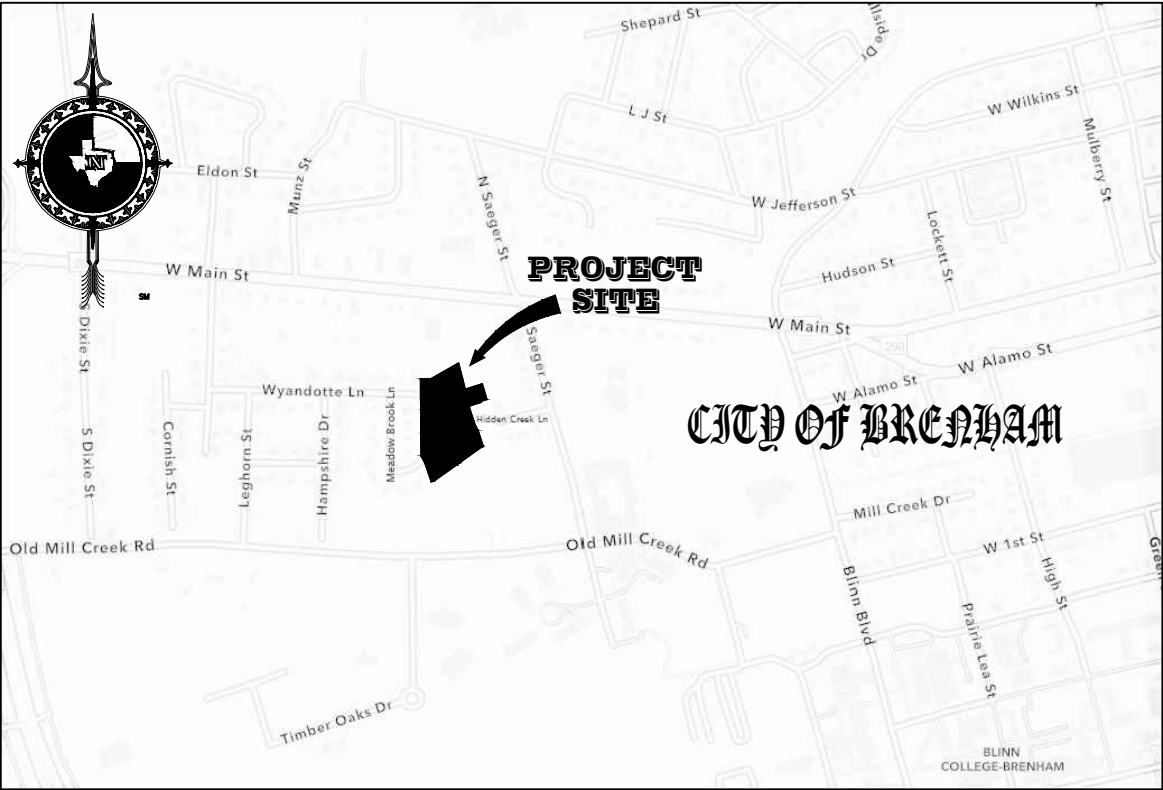 Shepard St
llside Dr
L J St
W Wilkins St
Mulberry St
Eldon St
Munz St
N Saeger St
W Jefferson St
Lockett St
N
W Main St
SM
PROJECT
SITE
Hudson St
S Dixie St
Saeger St
W Main St
290
W Alamo St
Wyandotte Ln
Meadow Brook Ln
Hidden Creek Ln
W Alamo St
CITY OF BRENHAM
S Dixie St
Cornish St
Leghorn St
Hampshire Dr
Mill Creek Dr
Old Mill Creek Rd
Old Mill Creek Rd
W 1st St
Green
Blinn Blvd
High St
Prairie Lea St
Timber Oaks Dr
BLINN
COLLEGE-BRENHAM